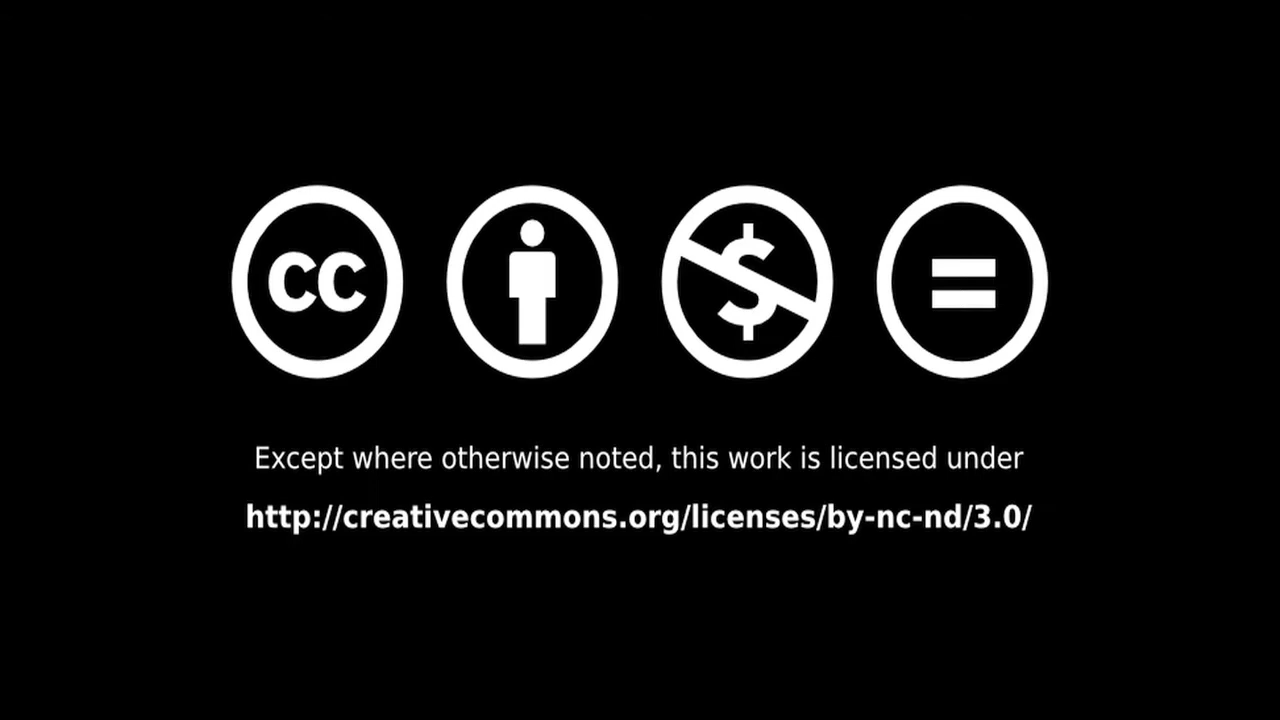 cc
$
=
Except where otherwise noted, this work is licensed under
http://creativecommons.org/licenses/by-nc-nd/3.0/